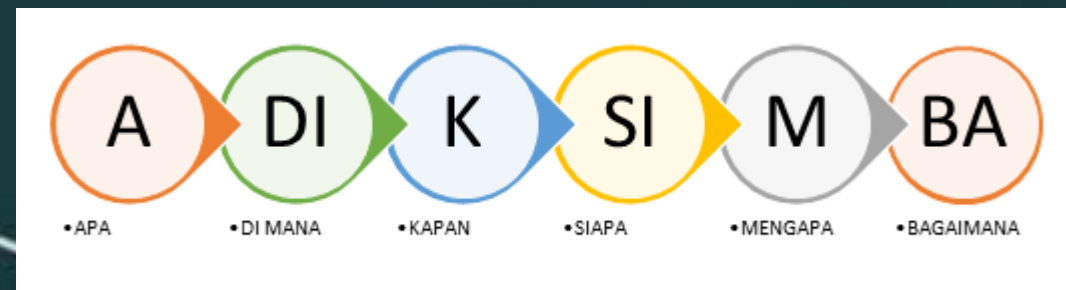 A DI K SI M BA
•APA •DI MANA •KAPAN •SIAPA •MENGAPA •BAGAIMANA